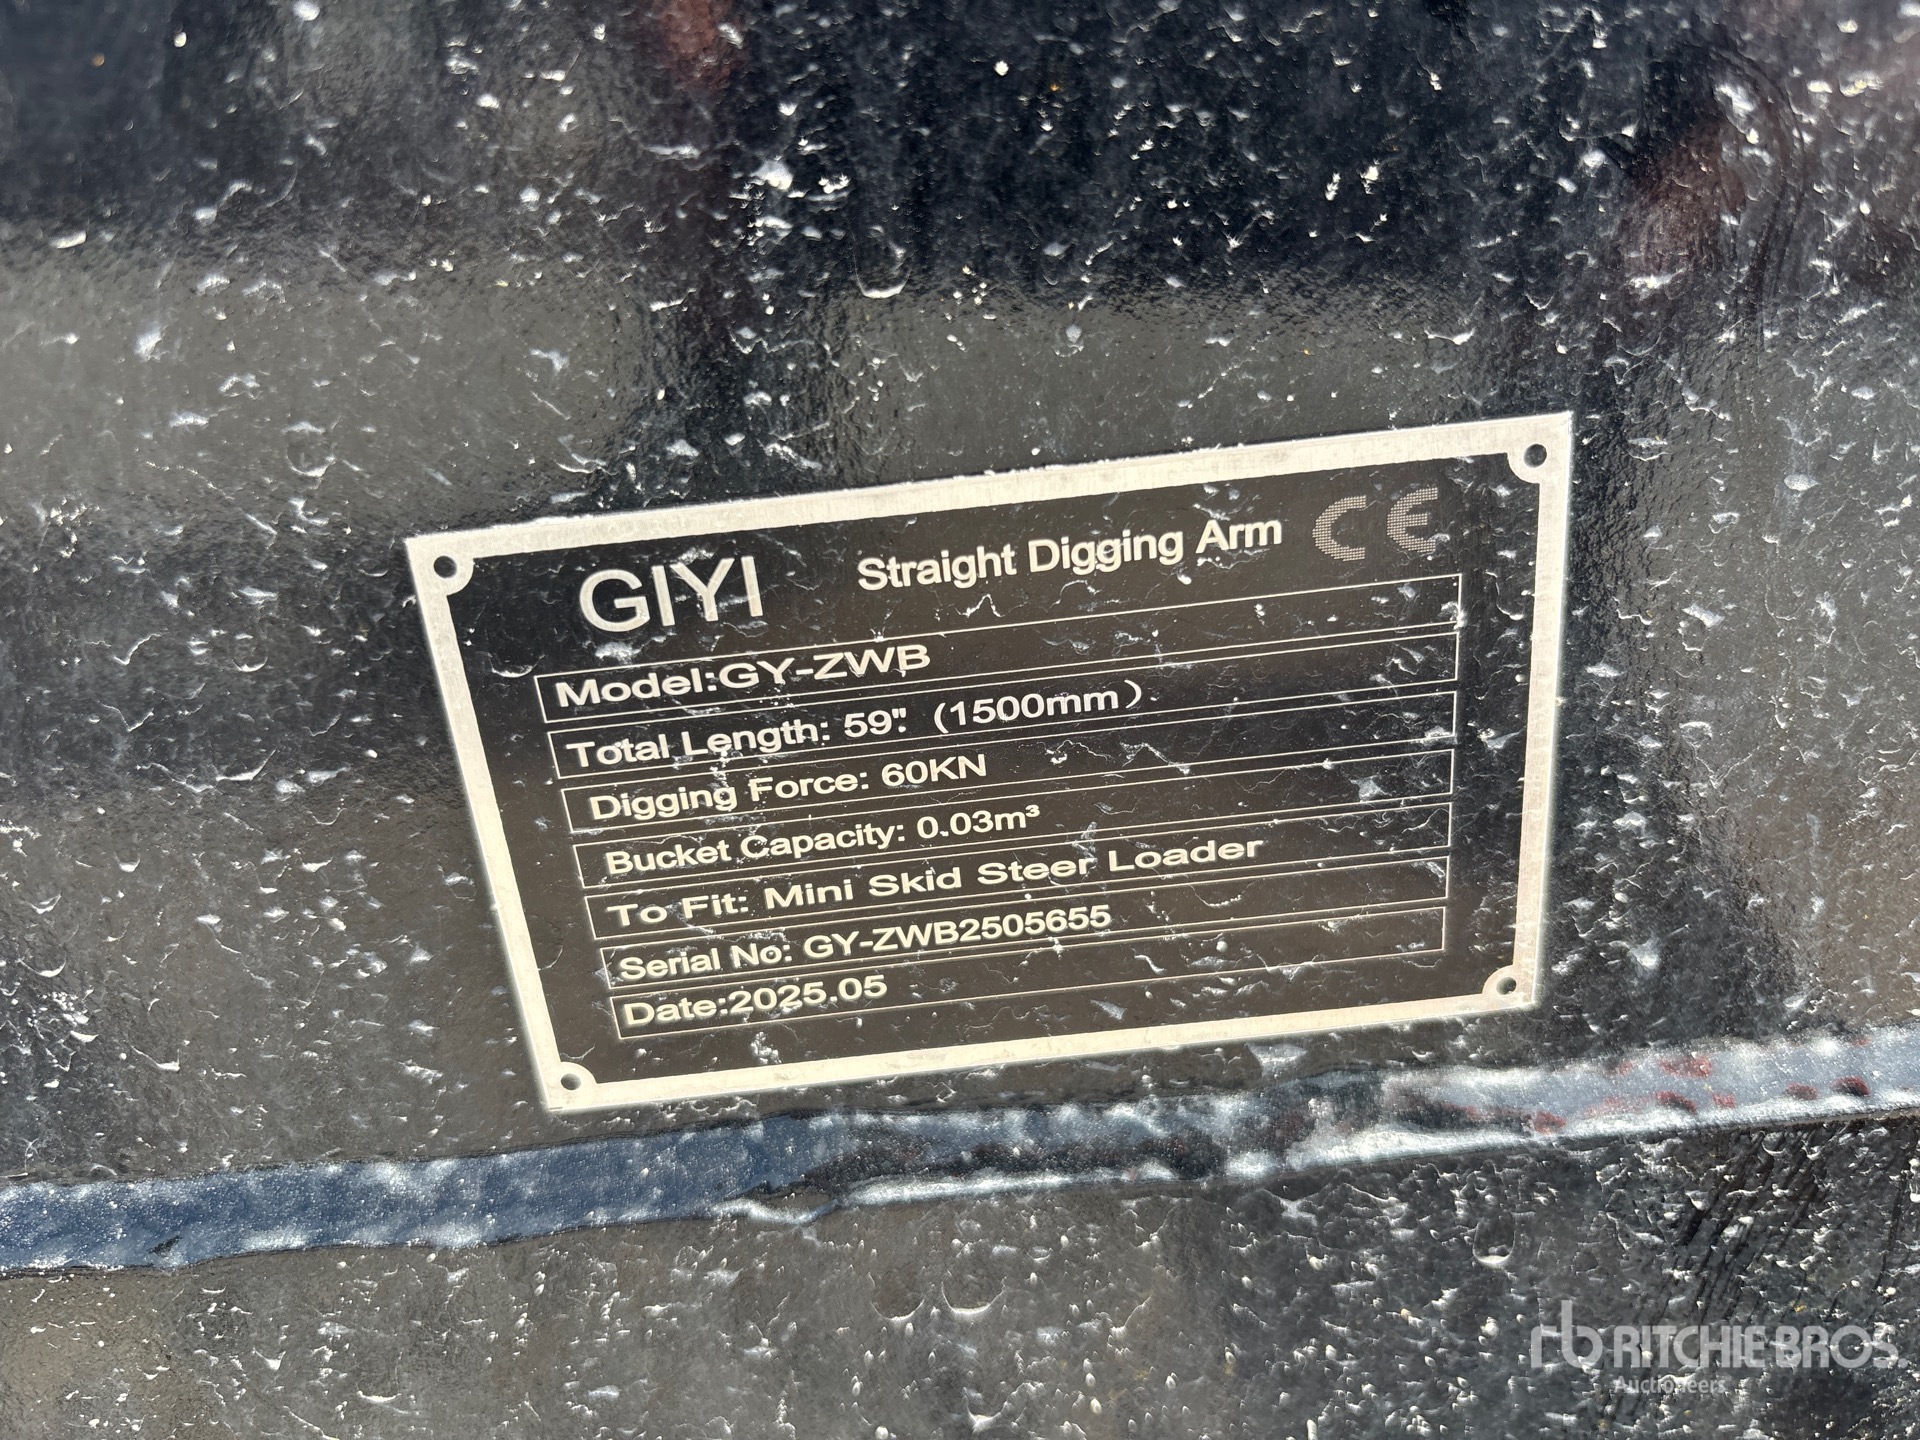 GIYI Straight Digging Arm CE
Model:GY-ZWB
Total Length: 59". (1500mm)
Digging Force: 60KN
Bucket Capacity: 0.03m³
To Fit: Mini Skid Steer Loader
Serial No: GY-ZWB2505655
Date:2025.05
rb RITCHIE BROS.
Auctioneers